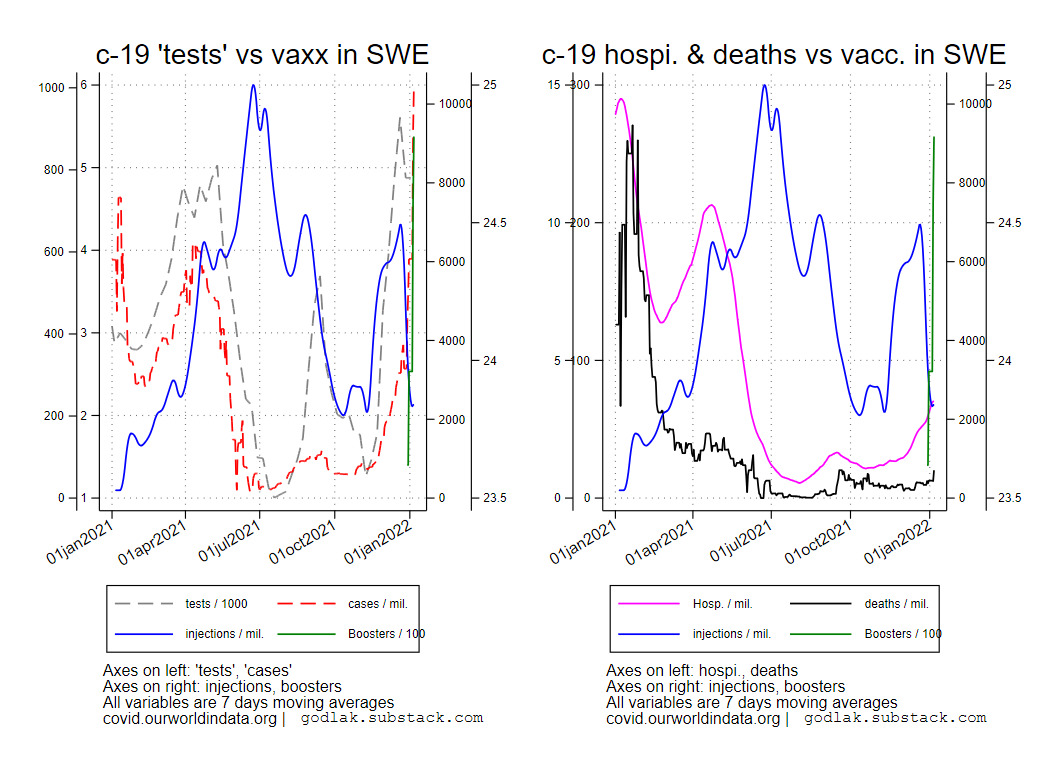 c-19 'tests' vs vaxx in SWE
1000
800
600
400
200
0
6
5
4
3
2
1
10000
8000
6000
4000
2000
0
25
24.5
24
23.5
01jan2021
01apr2021
01jul2021
01oct2021
01jan2022
tests / 1000
cases / mil.
injections / mil.
Boosters / 100
Axes on left: 'tests', 'cases'
Axes on right: injections, boosters
All variables are 7 days moving averages
covid.ourworldindata.org | godlak.substack.com
c-19 hospi. & deaths vs vacc. in SWE
15
10
5
0
300
200
100
0
10000
8000
6000
4000
2000
0
25
24.5
24
23.5
01jan2021
01apr2021
01jul2021
01oct2021
01jan2022
Hosp. / mil.
deaths / mil.
injections / mil.
Boosters / 100
Axes on left: hospi., deaths
Axes on right: injections, boosters
All variables are 7 days moving averages
covid.ourworldindata.org | godlak.substack.com